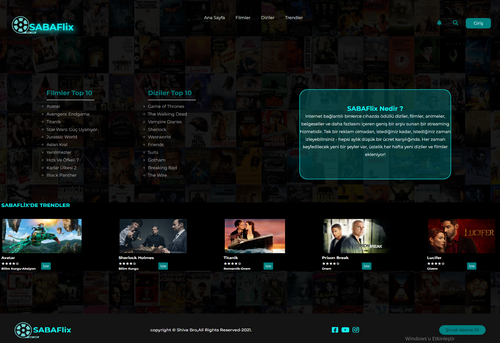 SABAFlix
Ana Sayfa Filmler Diziler Trendler
Giriş
Filmler Top 10
Avatar
Avengers: Endgame
Titanik
Star Wars: Güç Uyanıyor
Jurassic World
Aslan Kral
Yenilmezler
Hızlı Ve Öfkeli 7
Karlar Ülkesi 2
Black Panther
Diziler Top 10
Game of Thrones
The Walking Dead
Vampire Diaries
Sherlock
Westworld
Friends
Suits
Gotham
Breaking Bad
The Wire
SABAFlix Nedir ?
İnternet bağlantılı binlerce cihazda ödüllü diziler, filmler, animeler,
belgeseller ve daha fazlasını içeren geniş bir arşiv sunan bir streaming
hizmetidir. Tek bir reklam olmadan, istediğiniz kadar, istediğiniz zaman
izleyebilirsiniz - hepsi aylık düşük bir ücret karşılığında. Her zaman
keşfedilecek yeni bir şeyler var, üstelik her hafta yeni diziler ve filmler
ekleniyor!
SABAFLİX'DE TRENDLER
Avatar
Bilim Kurgu-Aksiyon
İzle
Sherlock Holmes
Bilim Kurgu
İzle
Titanik
Romantik-Dram
İzle
PRISON BREAK
Prison Break
Dram
İzle
LUCIFER
Lucifer
Gizem
İzle
SABAFlix
copyright © Shiva Bro,All Rights Reserved-2021.
Windows'u Etkinleştir